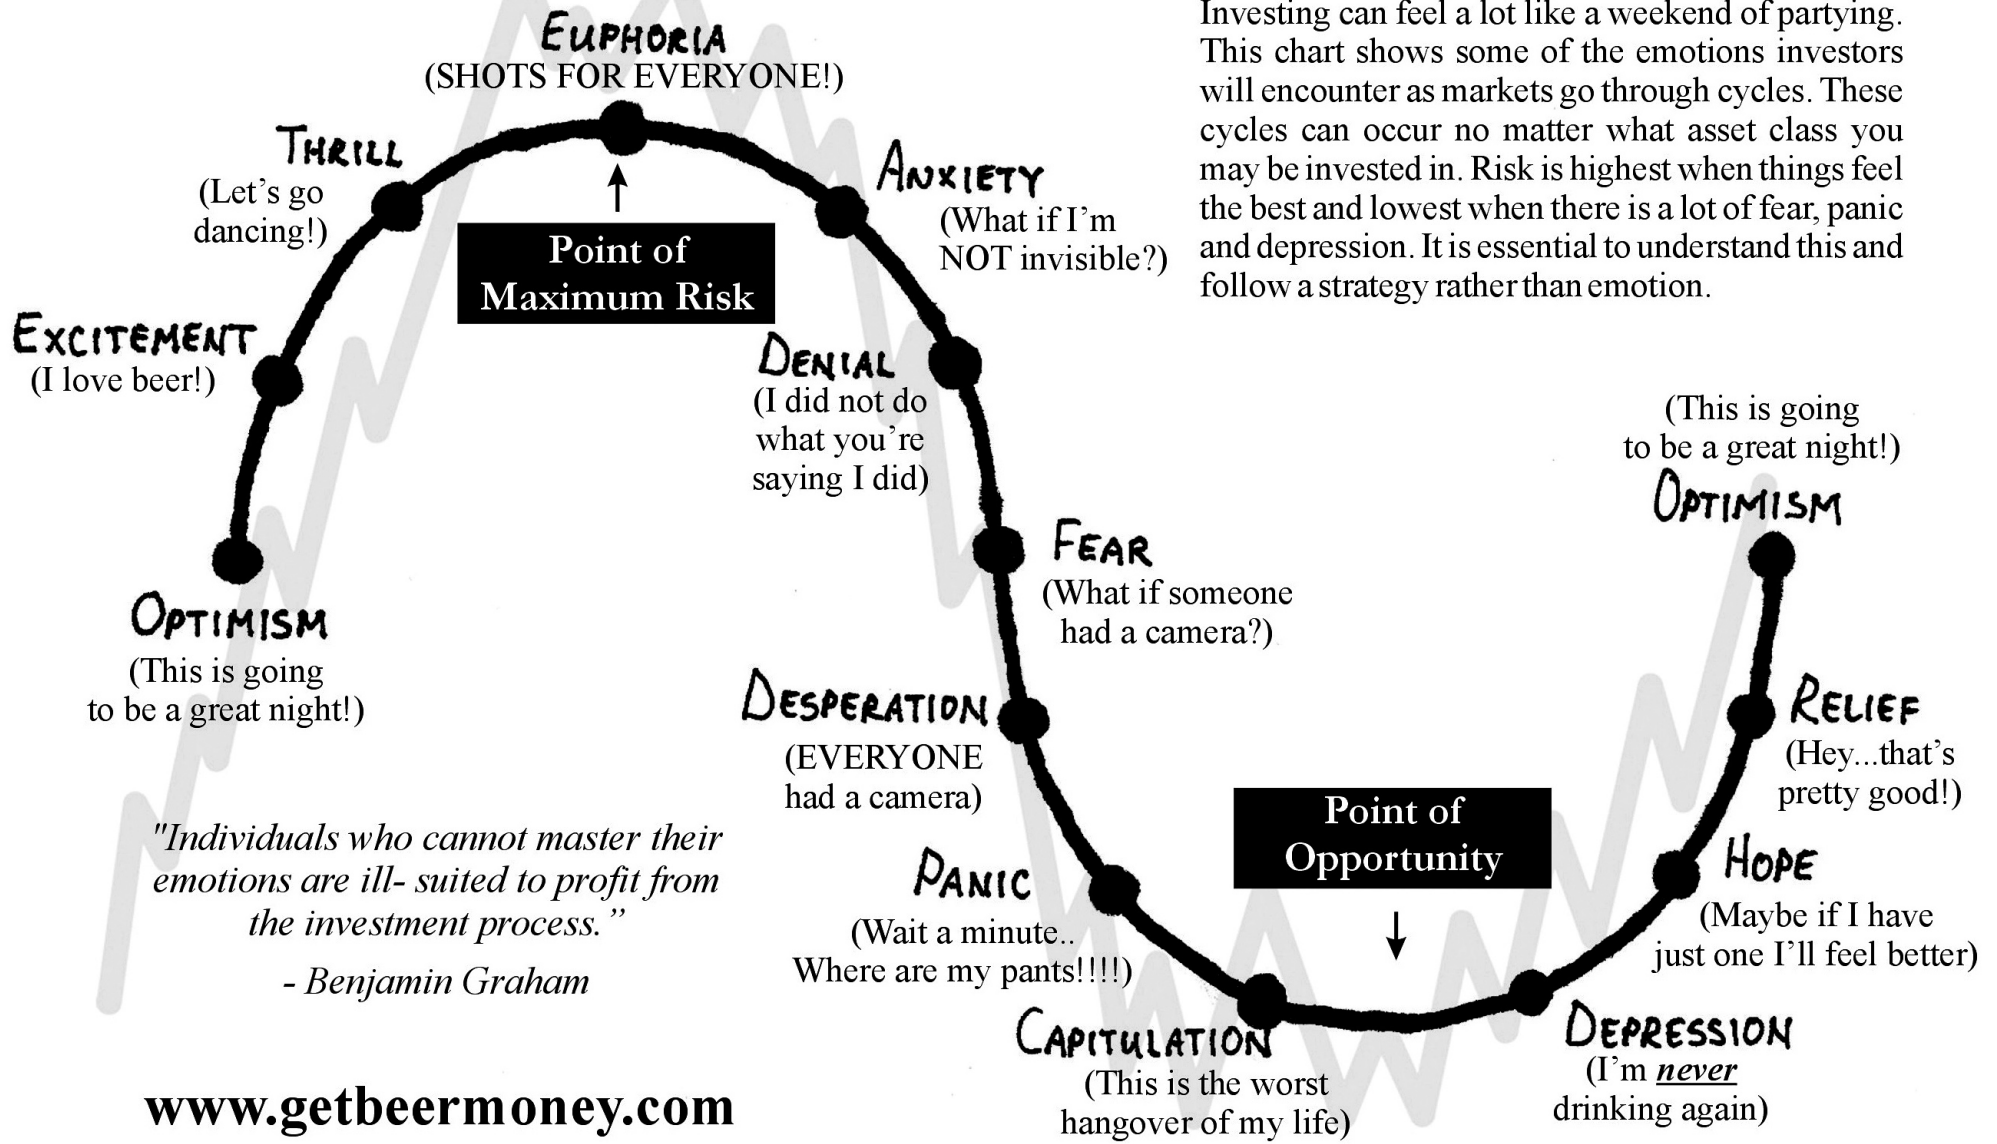 EUPHORIA
(SHOTS FOR EVERYONE!)
THRILL
(Let's go
dancing!)
EXCITEMENT
(I love beer!)
OPTIMISM
(This is going
to be a great night!)
Point of
Maximum Risk
ANXIETY
(What if I'm
NOT invisible?)
DENIAL
(I did not do
what you're
saying I did)
FEAR
(What if someone
had a camera?)
DESPERATION
(EVERYONE
had a camera)
PANIC
(Wait a minute..
Where are my pants!!!!)
CAPITULATION
(This is the worst
hangover of my life)
Point of
Opportunity
DEPRESSION
(I'm never
drinking again)
HOPE
(Maybe if I have
just one I'll feel better)
RELIEF
(Hey...that's
pretty good!)
(This is going
to be a great night!)
OPTIMISM
Investing can feel a lot like a weekend of partying.
This chart shows some of the emotions investors
will encounter as markets go through cycles. These
cycles can occur no matter what asset class you
may be invested in. Risk is highest when things feel
the best and lowest when there is a lot of fear, panic
and depression. It is essential to understand this and
follow a strategy rather than emotion.
"Individuals who cannot master their
emotions are ill- suited to profit from
the investment process.”
- Benjamin Graham
www.getbeermoney.com